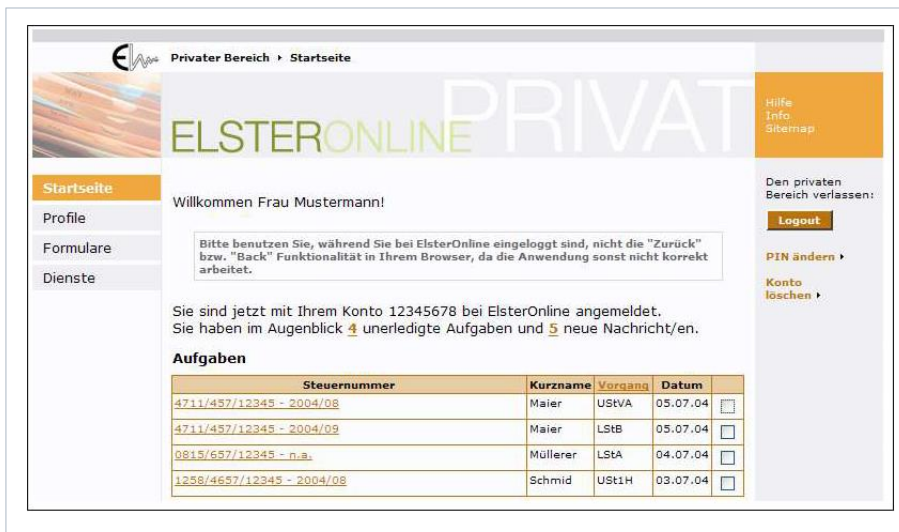 Privater Bereich ‣ Startseite
PRIVAT
ELSTERONLINE
Hilfe
Info
Sitemap
Startseite
Profile
Formulare
Dienste
Willkommen Frau Mustermann!
Bitte benutzen Sie, während Sie bei ElsterOnline eingeloggt sind, nicht die "Zurück"
bzw. "Back" Funktionalität in Ihrem Browser, da die Anwendung sonst nicht korrekt
arbeitet.
Sie sind jetzt mit Ihrem Konto 12345678 bei ElsterOnline angemeldet.
Sie haben im Augenblick 4 unerledigte Aufgaben und 5 neue Nachricht/en.
Aufgaben
Steuernummer Kurzname Vorgang Datum
4711/457/12345 - 2004/08 Maier UStVA 05.07.04
4711/457/12345 - 2004/09 Maier LStB 05.07.04
0815/657/12345 - n.a. Müllerer LStA 04.07.04
1258/4657/12345 - 2004/08 Schmid USt1H 03.07.04
Den privaten
Bereich verlassen:
Logout
PIN ändern ‣
Konto
löschen ‣